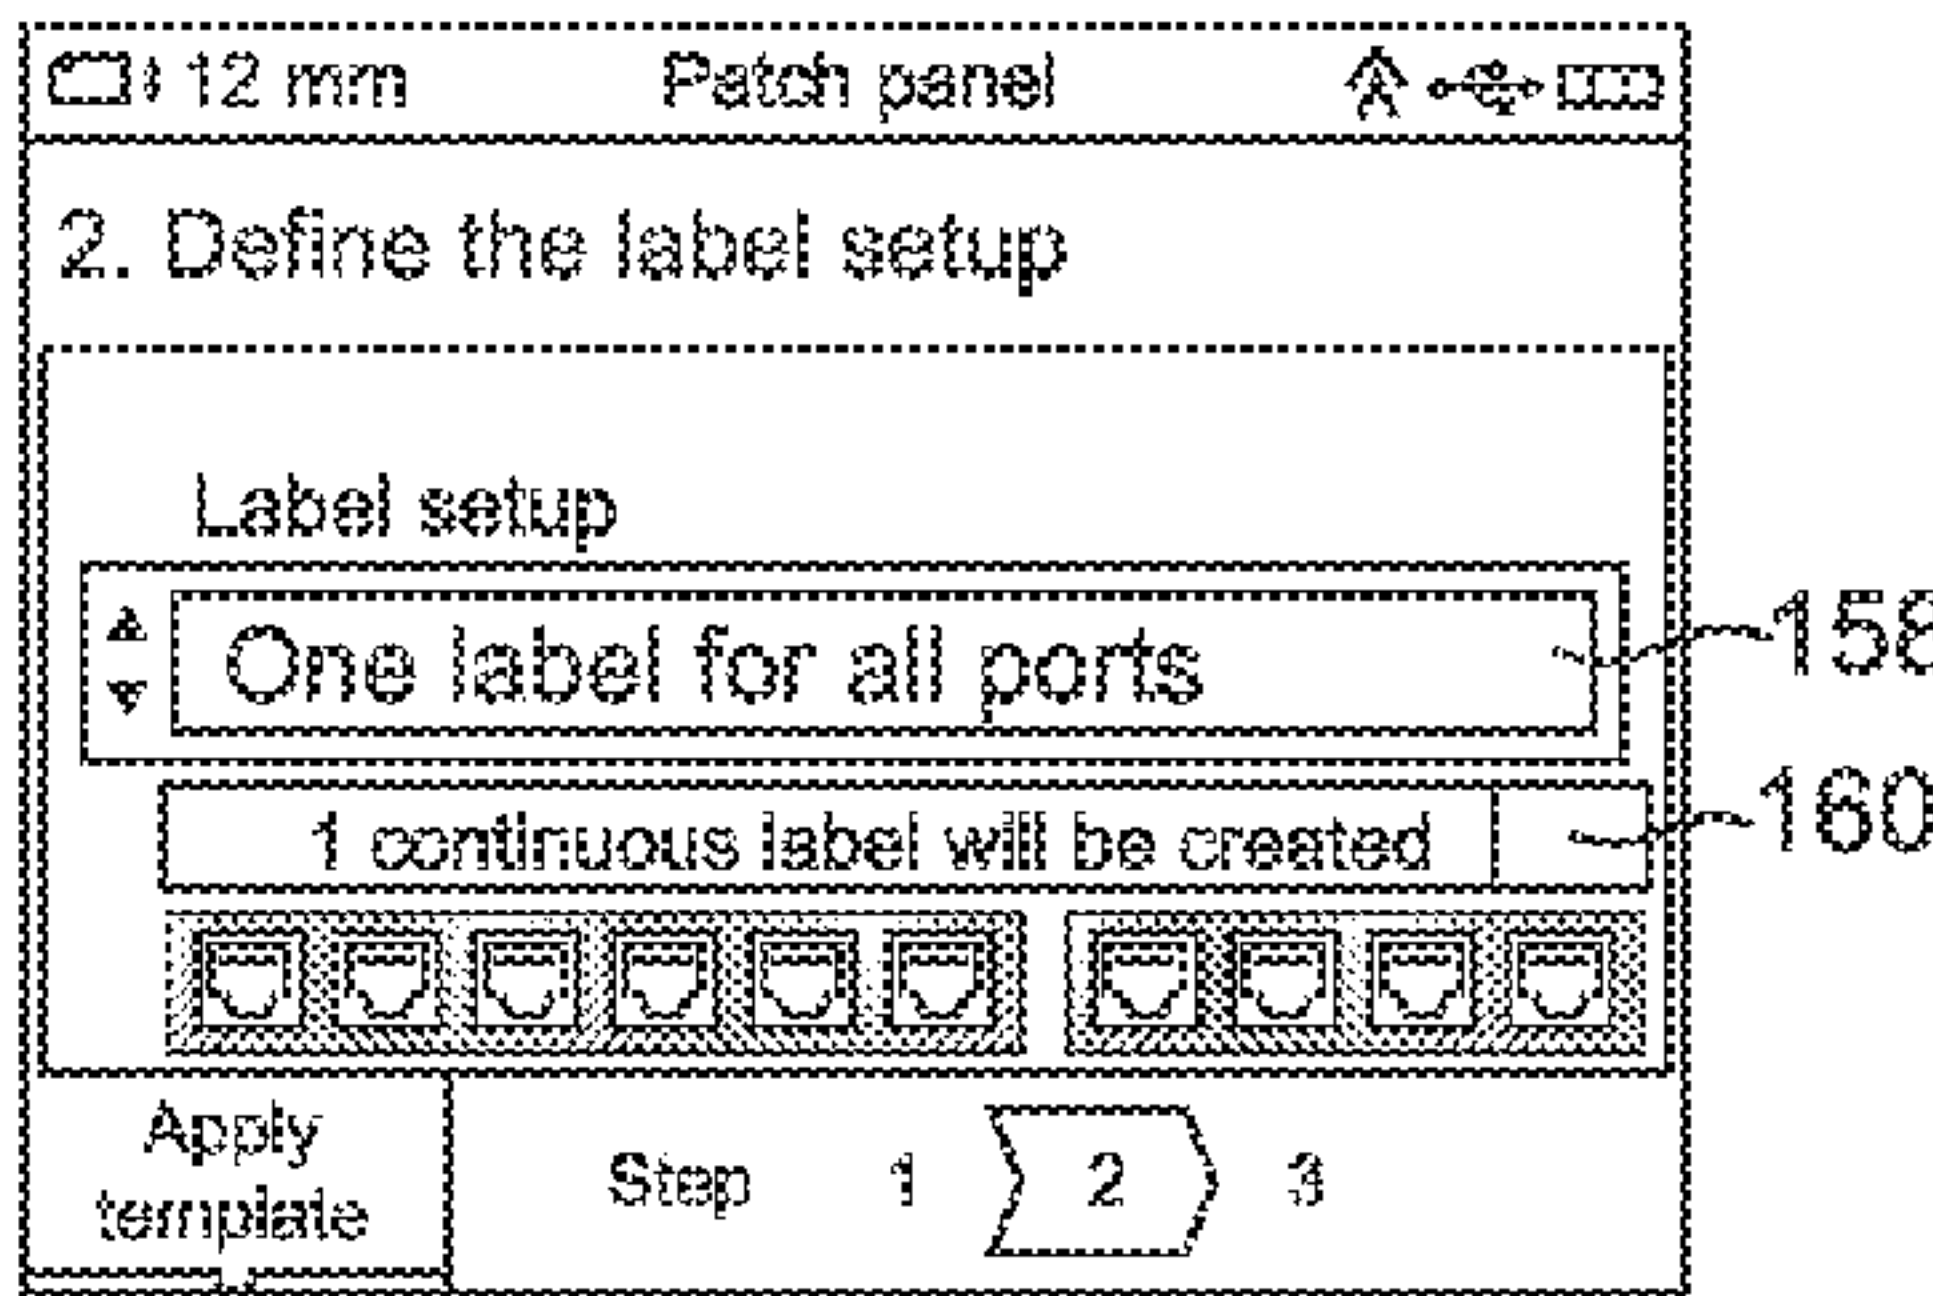 12 mm Patch panel
2. Define the label setup
Label setup
One label for all ports
158
1 continuous label will be created
160
Apply
template
Step 1 2 3